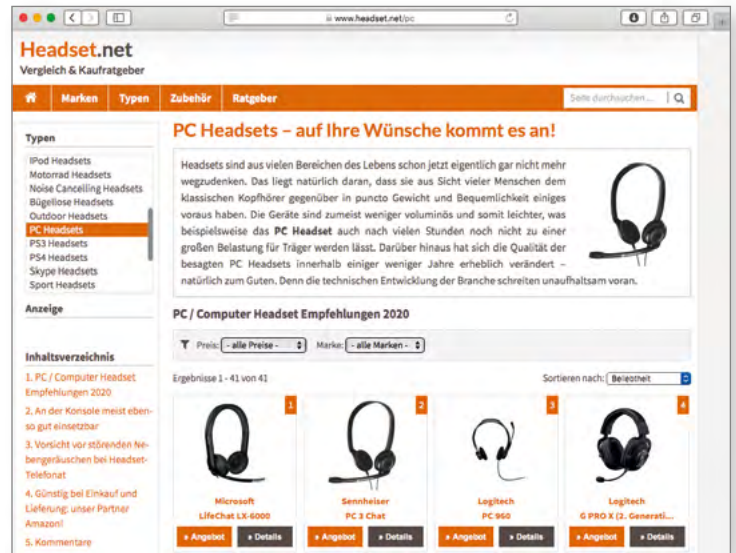 www.headset.net/pc
Headset.net
Vergleich & Kaufratgeber
Marken Typen Zubehör Ratgeber
Seite durchsuchen...
Typen
IPod Headsets
Motorrad Headsets
Noise Cancelling Headsets
Bügellose Headsets
Outdoor Headsets
PC Headsets
PS3 Headsets
PS4 Headsets
Skype Headsets
Sport Headsets
Anzeige
Inhaltsverzeichnis
1. PC / Computer Headset
Empfehlungen 2020
2. An der Konsole meist eben-
so gut einsetzbar
3. Vorsicht vor störenden Ne-
bengeräuschen bei Headset-
Telefonat
4. Günstig bei Einkauf und
Lieferung: unser Partner
Amazon!
5. Kommentare
PC Headsets – auf Ihre Wünsche kommt es an!
Headsets sind aus vielen Bereichen des Lebens schon jetzt eigentlich gar nicht mehr
wegzudenken. Das liegt natürlich daran, dass sie aus Sicht vieler Menschen dem
klassischen Kopfhörer gegenüber in puncto Gewicht und Bequemlichkeit einiges
voraus haben. Die Geräte sind zumeist weniger voluminös und somit leichter, was
beispielsweise das PC Headset auch nach vielen Stunden noch nicht zu einer
großen Belastung für Träger werden lässt. Darüber hinaus hat sich die Qualität der
besagten PC Headsets innerhalb einiger weniger Jahre erheblich verändert –
natürlich zum Guten. Denn die technischen Entwicklung der Branche schreiten unaufhaltsam voran.
PC / Computer Headset Empfehlungen 2020
Preis: - alle Preise - Marke: - alle Marken -
Ergebnisse 1 - 41 von 41
Sortieren nach: Beliebtheit
1
Microsoft
LifeChat LX-6000
» Angebot » Details
2
Sennheiser
PC 3 Chat
» Angebot » Details
3
Logitech
PC 960
» Angebot » Details
4
Logitech
G PRO X (2. Generati...
» Angebot » Details